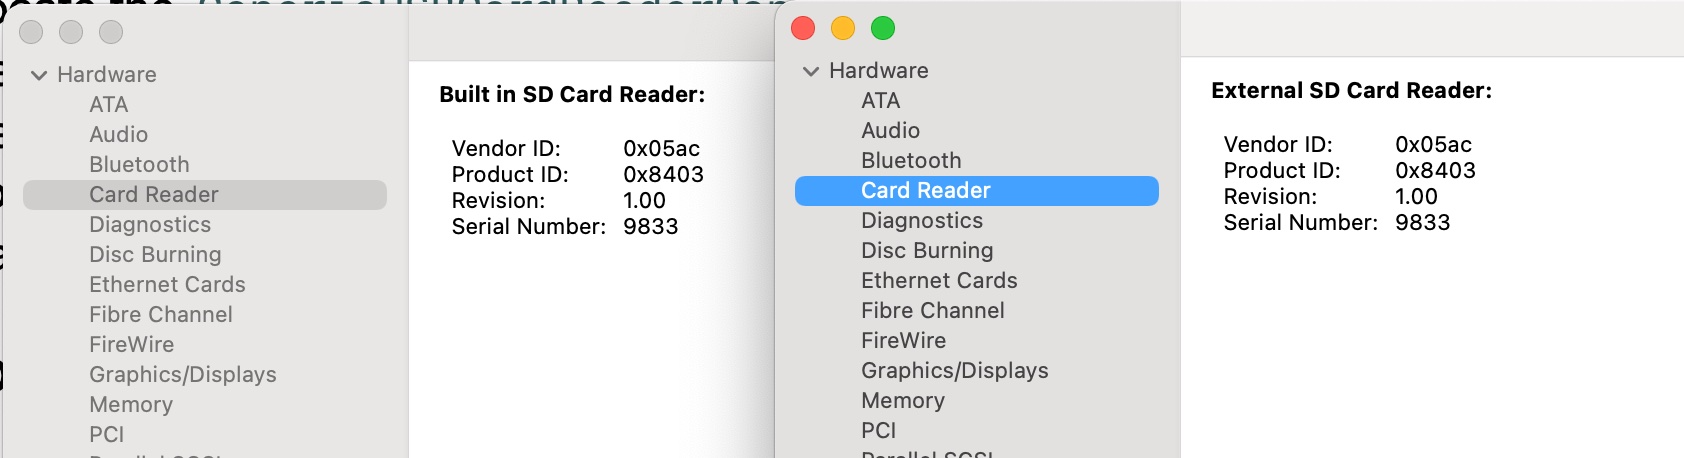 Hardware
ATA
Audio
Bluetooth
Card Reader
Diagnostics
Disc Burning
Ethernet Cards
Fibre Channel
FireWire
Graphics/Displays
Memory
PCI
Built in SD Card Reader:
Vendor ID: 0x05ac
Product ID: 0x8403
Revision: 1.00
Serial Number: 9833
Hardware
ATA
Audio
Bluetooth
Card Reader
Diagnostics
Disc Burning
Ethernet Cards
Fibre Channel
FireWire
Graphics/Displays
Memory
PCI
Parallel SCSI
External SD Card Reader:
Vendor ID: 0x05ac
Product ID: 0x8403
Revision: 1.00
Serial Number: 9833